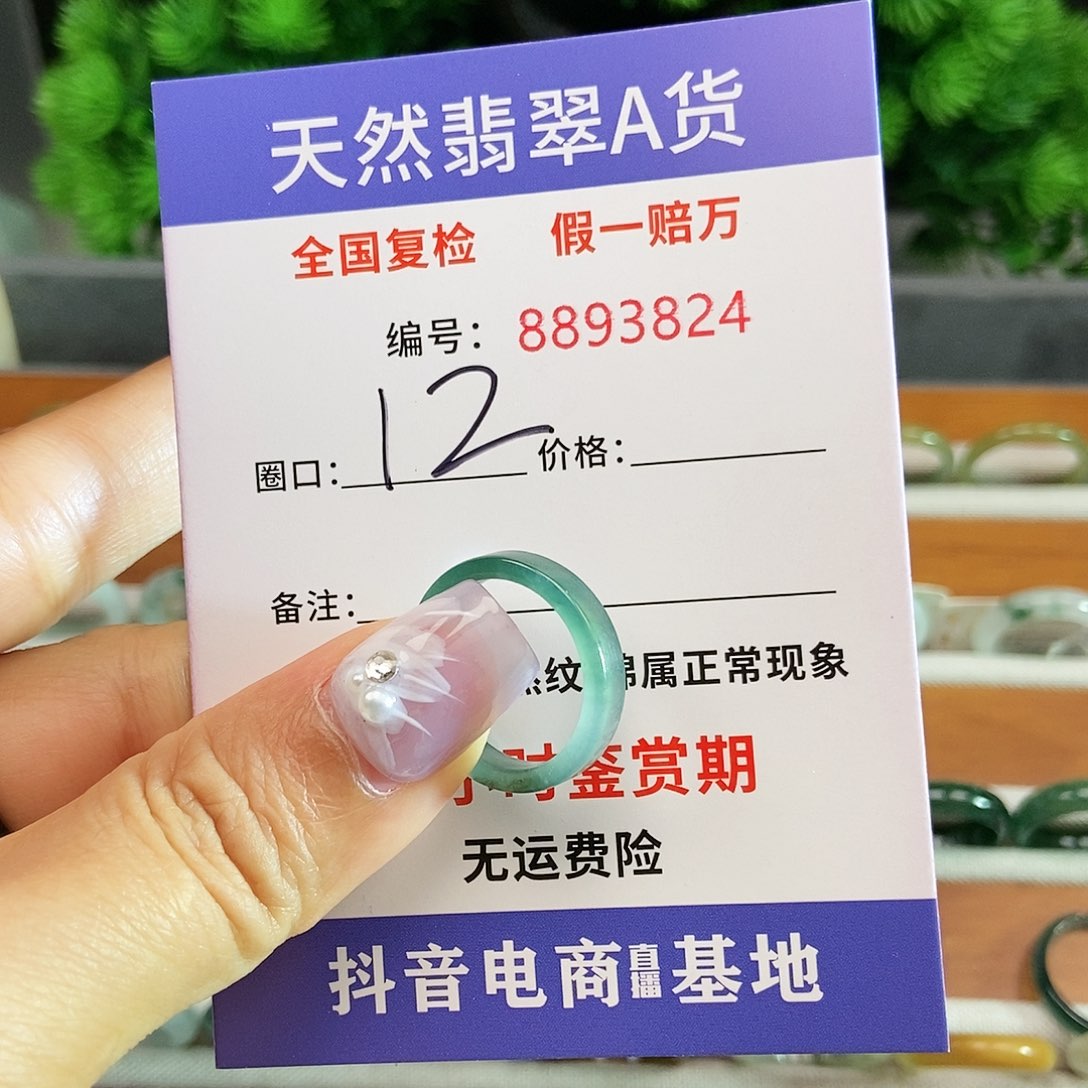 天然翡翠A货
全国复检 假一赔万
编号：8893824
圈口：12 价格：
备注：
纹 属正常现象
时鉴赏期
无运费险
抖音电商直播基地